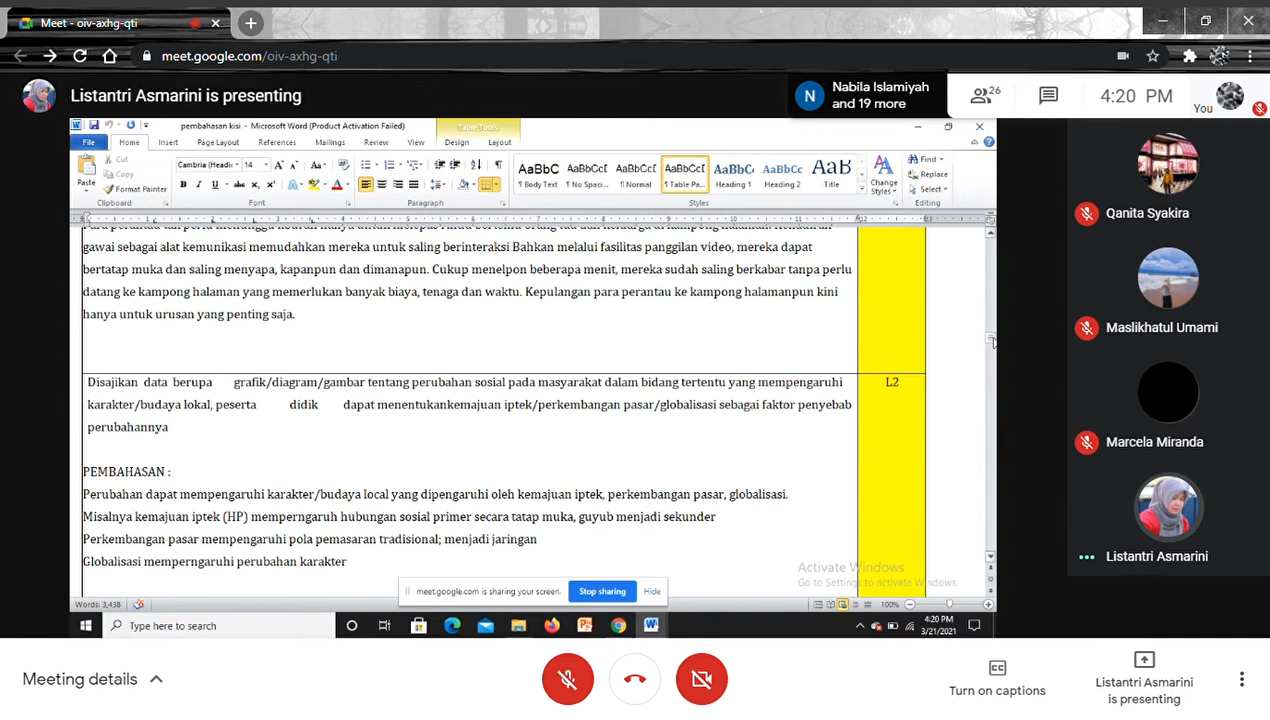 Meet - oiv-axhg-qti
meet.google.com/oiv-axhg-qti
Listantri Asmarini is presenting
N
Nabila Islamiyah
and 19 more
26
4:20 PM
You
pembahasan kisi - Microsoft Word (Product Activation Failed)
Table Tools
File Home Insert Page Layout References Mailings Review View Design Layout
Paste
Cut
Copy
Format Painter
Clipboard
Cambria (Headi 14
Font
Paragraph
AaBbC AaBbCcI AaBbCcI AaBbCcI AaBbCc AaBbCcI AaB
¶ Body Text ¶ No Spaci... ¶ Normal ¶ Table Pa... Heading 1 Heading 2 Title
Change
Styles
Styles
Find
Replace
Select
Editing
gawai sebagai alat kemunikasi memudahkan mereka untuk saling berinteraksi Bahkan melalui fasilitas panggilan video, mereka dapat
bertatap muka dan saling menyapa, kapanpun dan dimanapun. Cukup menelpon beberapa menit, mereka sudah saling berkabar tanpa perlu
datang ke kampong halaman yang memerlukan banyak biaya, tenaga dan waktu. Kepulangan para perantau ke kampong halamanpun kini
hanya untuk urusan yang penting saja.
Disajikan data berupa grafik/diagram/gambar tentang perubahan sosial pada masyarakat dalam bidang tertentu yang mempengaruhi
karakter/budaya lokal, peserta didik dapat menentukankemajuan iptek/perkembangan pasar/globalisasi sebagai faktor penyebab
perubahannya
L2
PEMBAHASAN :
Perubahan dapat mempengaruhi karakter/budaya local yang dipengaruhi oleh kemajuan iptek, perkembangan pasar, globalisasi.
Misalnya kemajuan iptek (HP) memperngaruh hubungan sosial primer secara tatap muka, guyub menjadi sekunder
Perkembangan pasar mempengaruhi pola pemasaran tradisional; menjadi jaringan
Globalisasi memperngaruhi perubahan karakter
Activate Windows
Go to Settings to activate Windows.
meet.google.com is sharing your screen.
Stop sharing
Hide
Words: 3,438
100%
Type here to search
4:20 PM
3/21/2021
Qanita Syakira
Maslikhatul Umami
Marcela Miranda
Listantri Asmarini
Meeting details
Turn on captions
Listantri Asmarini
is presenting